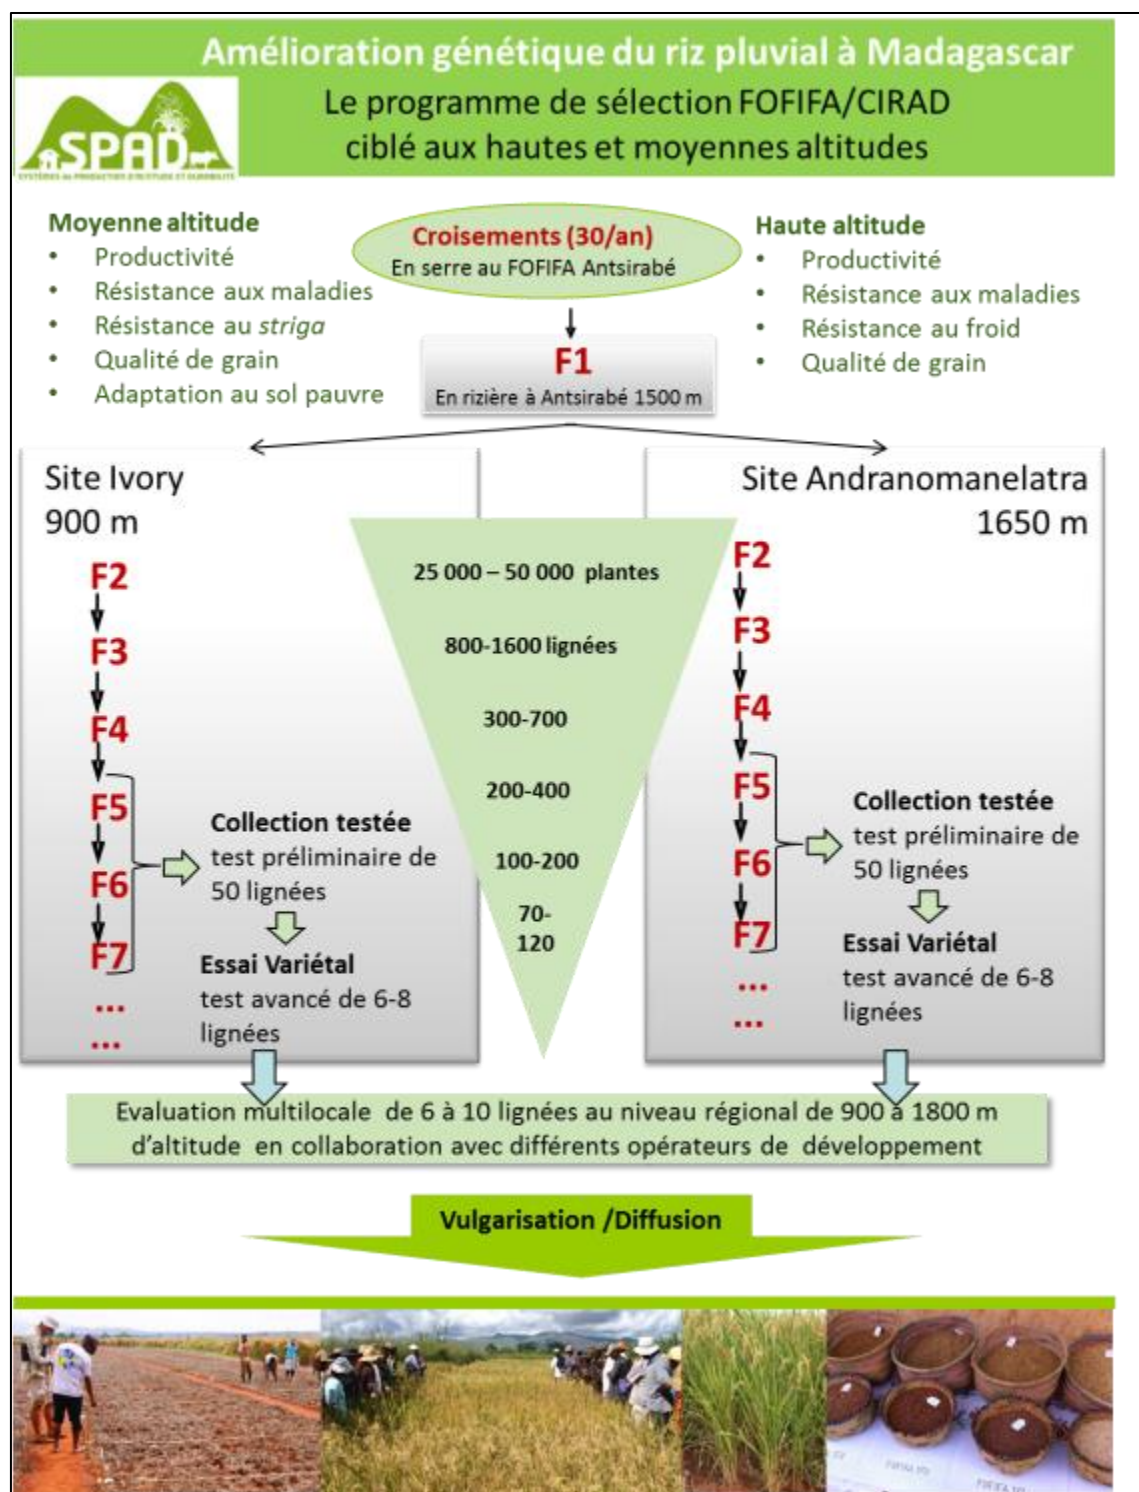 Amélioration génétique du riz pluvial à Madagascar
Le programme de sélection FOFIFA/CIRAD
ciblé aux hautes et moyennes altitudes
SPAD
SYSTÈMES de PRODUCTION D'ALTITUDE ET DURABILITÉ
Moyenne altitude
• Productivité
• Résistance aux maladies
• Résistance au striga
• Qualité de grain
• Adaptation au sol pauvre
Croisements (30/an)
En serre au FOFIFA Antsirabé
F1
En rizière à Antsirabé 1500 m
Haute altitude
• Productivité
• Résistance aux maladies
• Résistance au froid
• Qualité de grain
Site Ivory
900 m
F2
F3
F4
F5
F6
F7
...
...
Collection testée
test préliminaire de
50 lignées
Essai Variétal
test avancé de 6-8
lignées
25 000 – 50 000 plantes
800-1600 lignées
300-700
200-400
100-200
70-
120
Site Andranomanelatra
1650 m
F2
F3
F4
F5
F6
F7
...
...
Collection testée
test préliminaire de
50 lignées
Essai Variétal
test avancé de 6-8
lignées
Evaluation multilocale de 6 à 10 lignées au niveau régional de 900 à 1800 m
d'altitude en collaboration avec différents opérateurs de développement
Vulgarisation /Diffusion